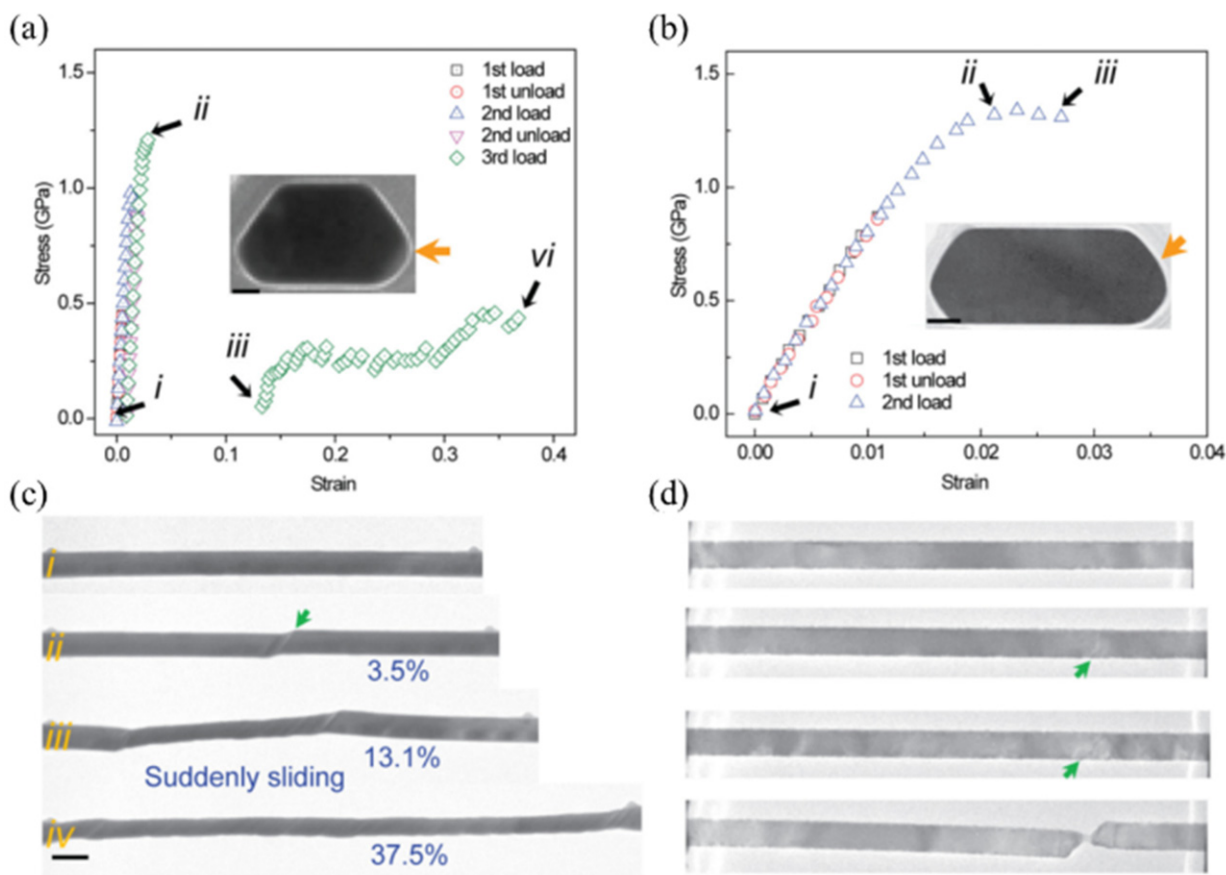 (a)
1.5
1.0
0.5
0.0
Stress (GPa)
0.0 0.1 0.2 0.3 0.4
Strain
1st load
1st unload
2nd load
2nd unload
3rd load
i
ii
iii
vi
(b)
1.5
1.0
0.5
0.0
Stress (GPa)
0.00 0.01 0.02 0.03 0.04
Strain
1st load
1st unload
2nd load
i
ii
iii
(c)
i
ii
3.5%
iii
13.1%
Suddenly sliding
iv
37.5%
(d)